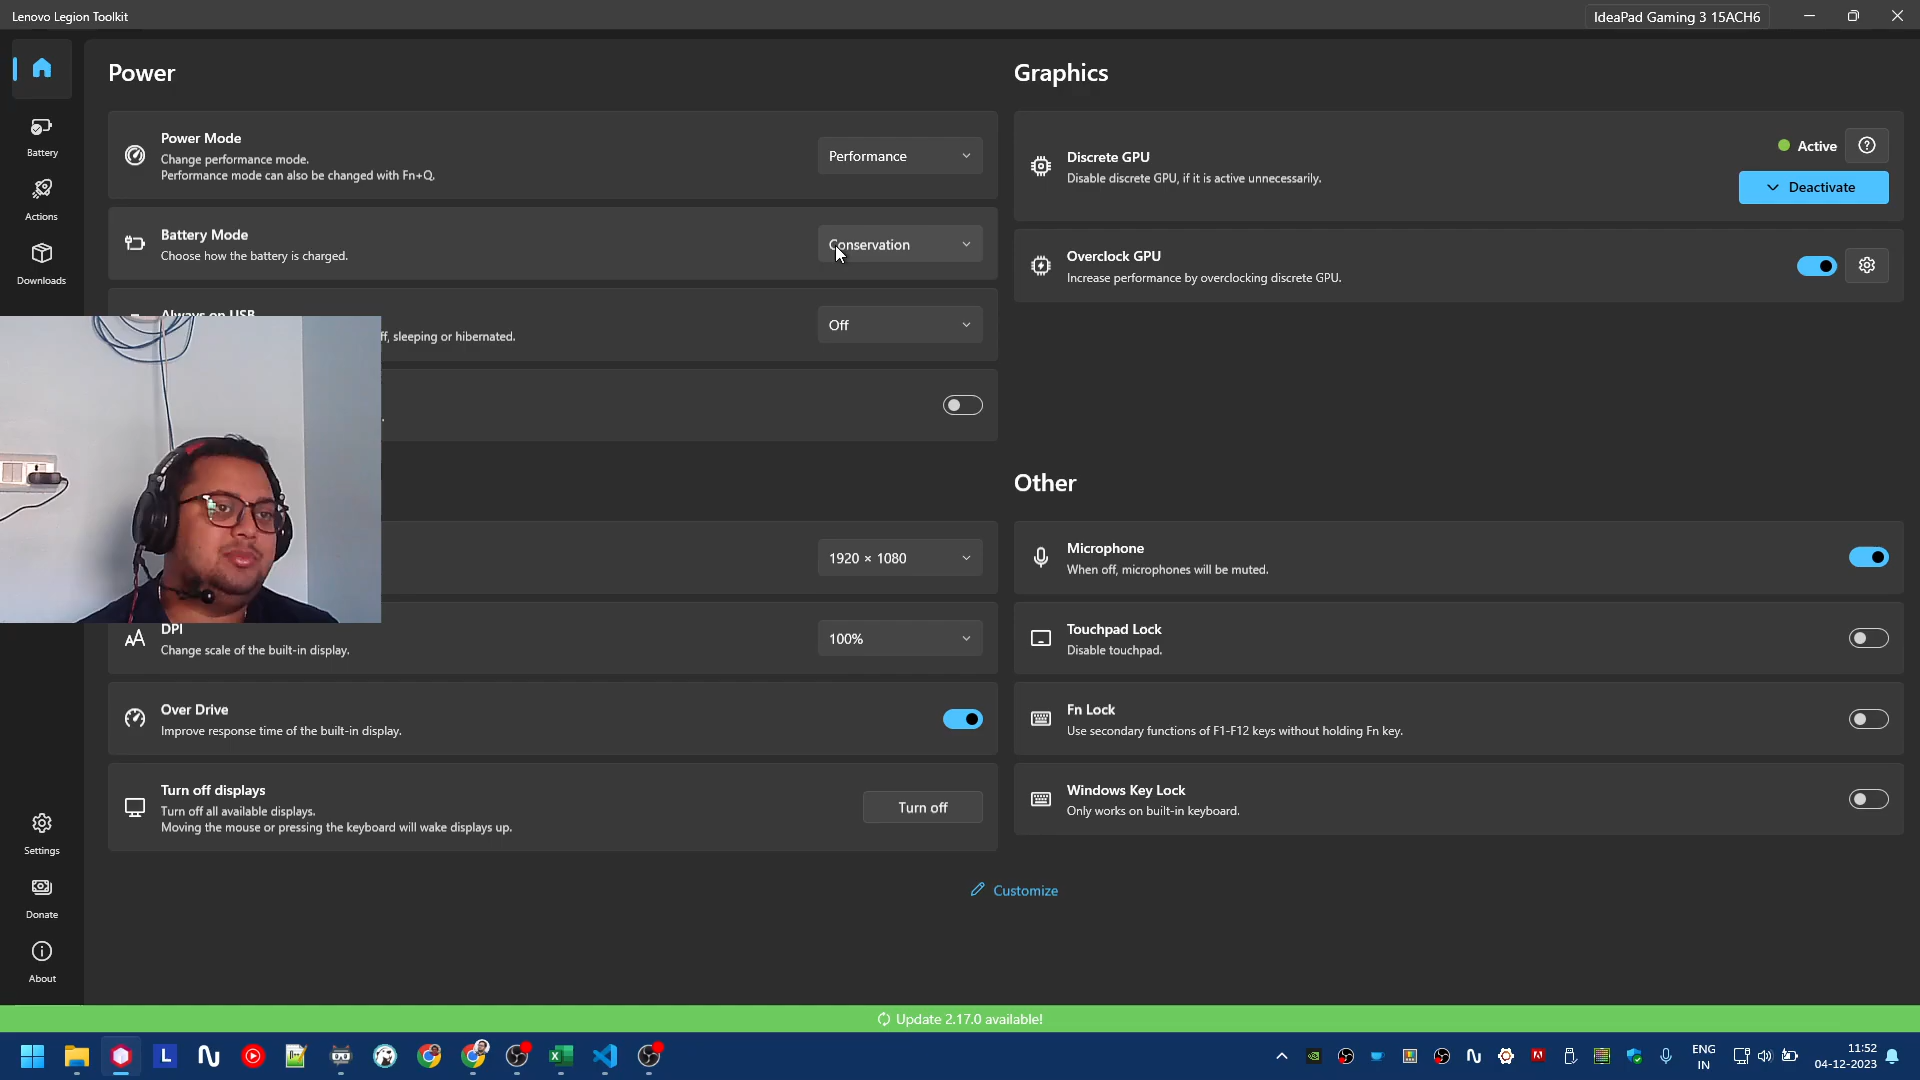 Lenovo Legion Toolkit
IdeaPad Gaming 3 15ACH6
Battery
Actions
Downloads
Settings
Donate
About
Power
Power Mode
Change performance mode.
Performance mode can also be changed with Fn+Q.
Performance
Battery Mode
Choose how the battery is charged.
Conservation
Always on USB
ff, sleeping or hibernated.
Off
1920 × 1080
DPI
Change scale of the built-in display.
100%
Over Drive
Improve response time of the built-in display.
Turn off displays
Turn off all available displays.
Moving the mouse or pressing the keyboard will wake displays up.
Turn off
Graphics
Discrete GPU
Disable discrete GPU, if it is active unnecessarily.
Active
Deactivate
Overclock GPU
Increase performance by overclocking discrete GPU.
Other
Microphone
When off, microphones will be muted.
Touchpad Lock
Disable touchpad.
Fn Lock
Use secondary functions of F1-F12 keys without holding Fn key.
Windows Key Lock
Only works on built-in keyboard.
Customize
Update 2.17.0 available!
L
ENG
IN
11:52
04-12-2023